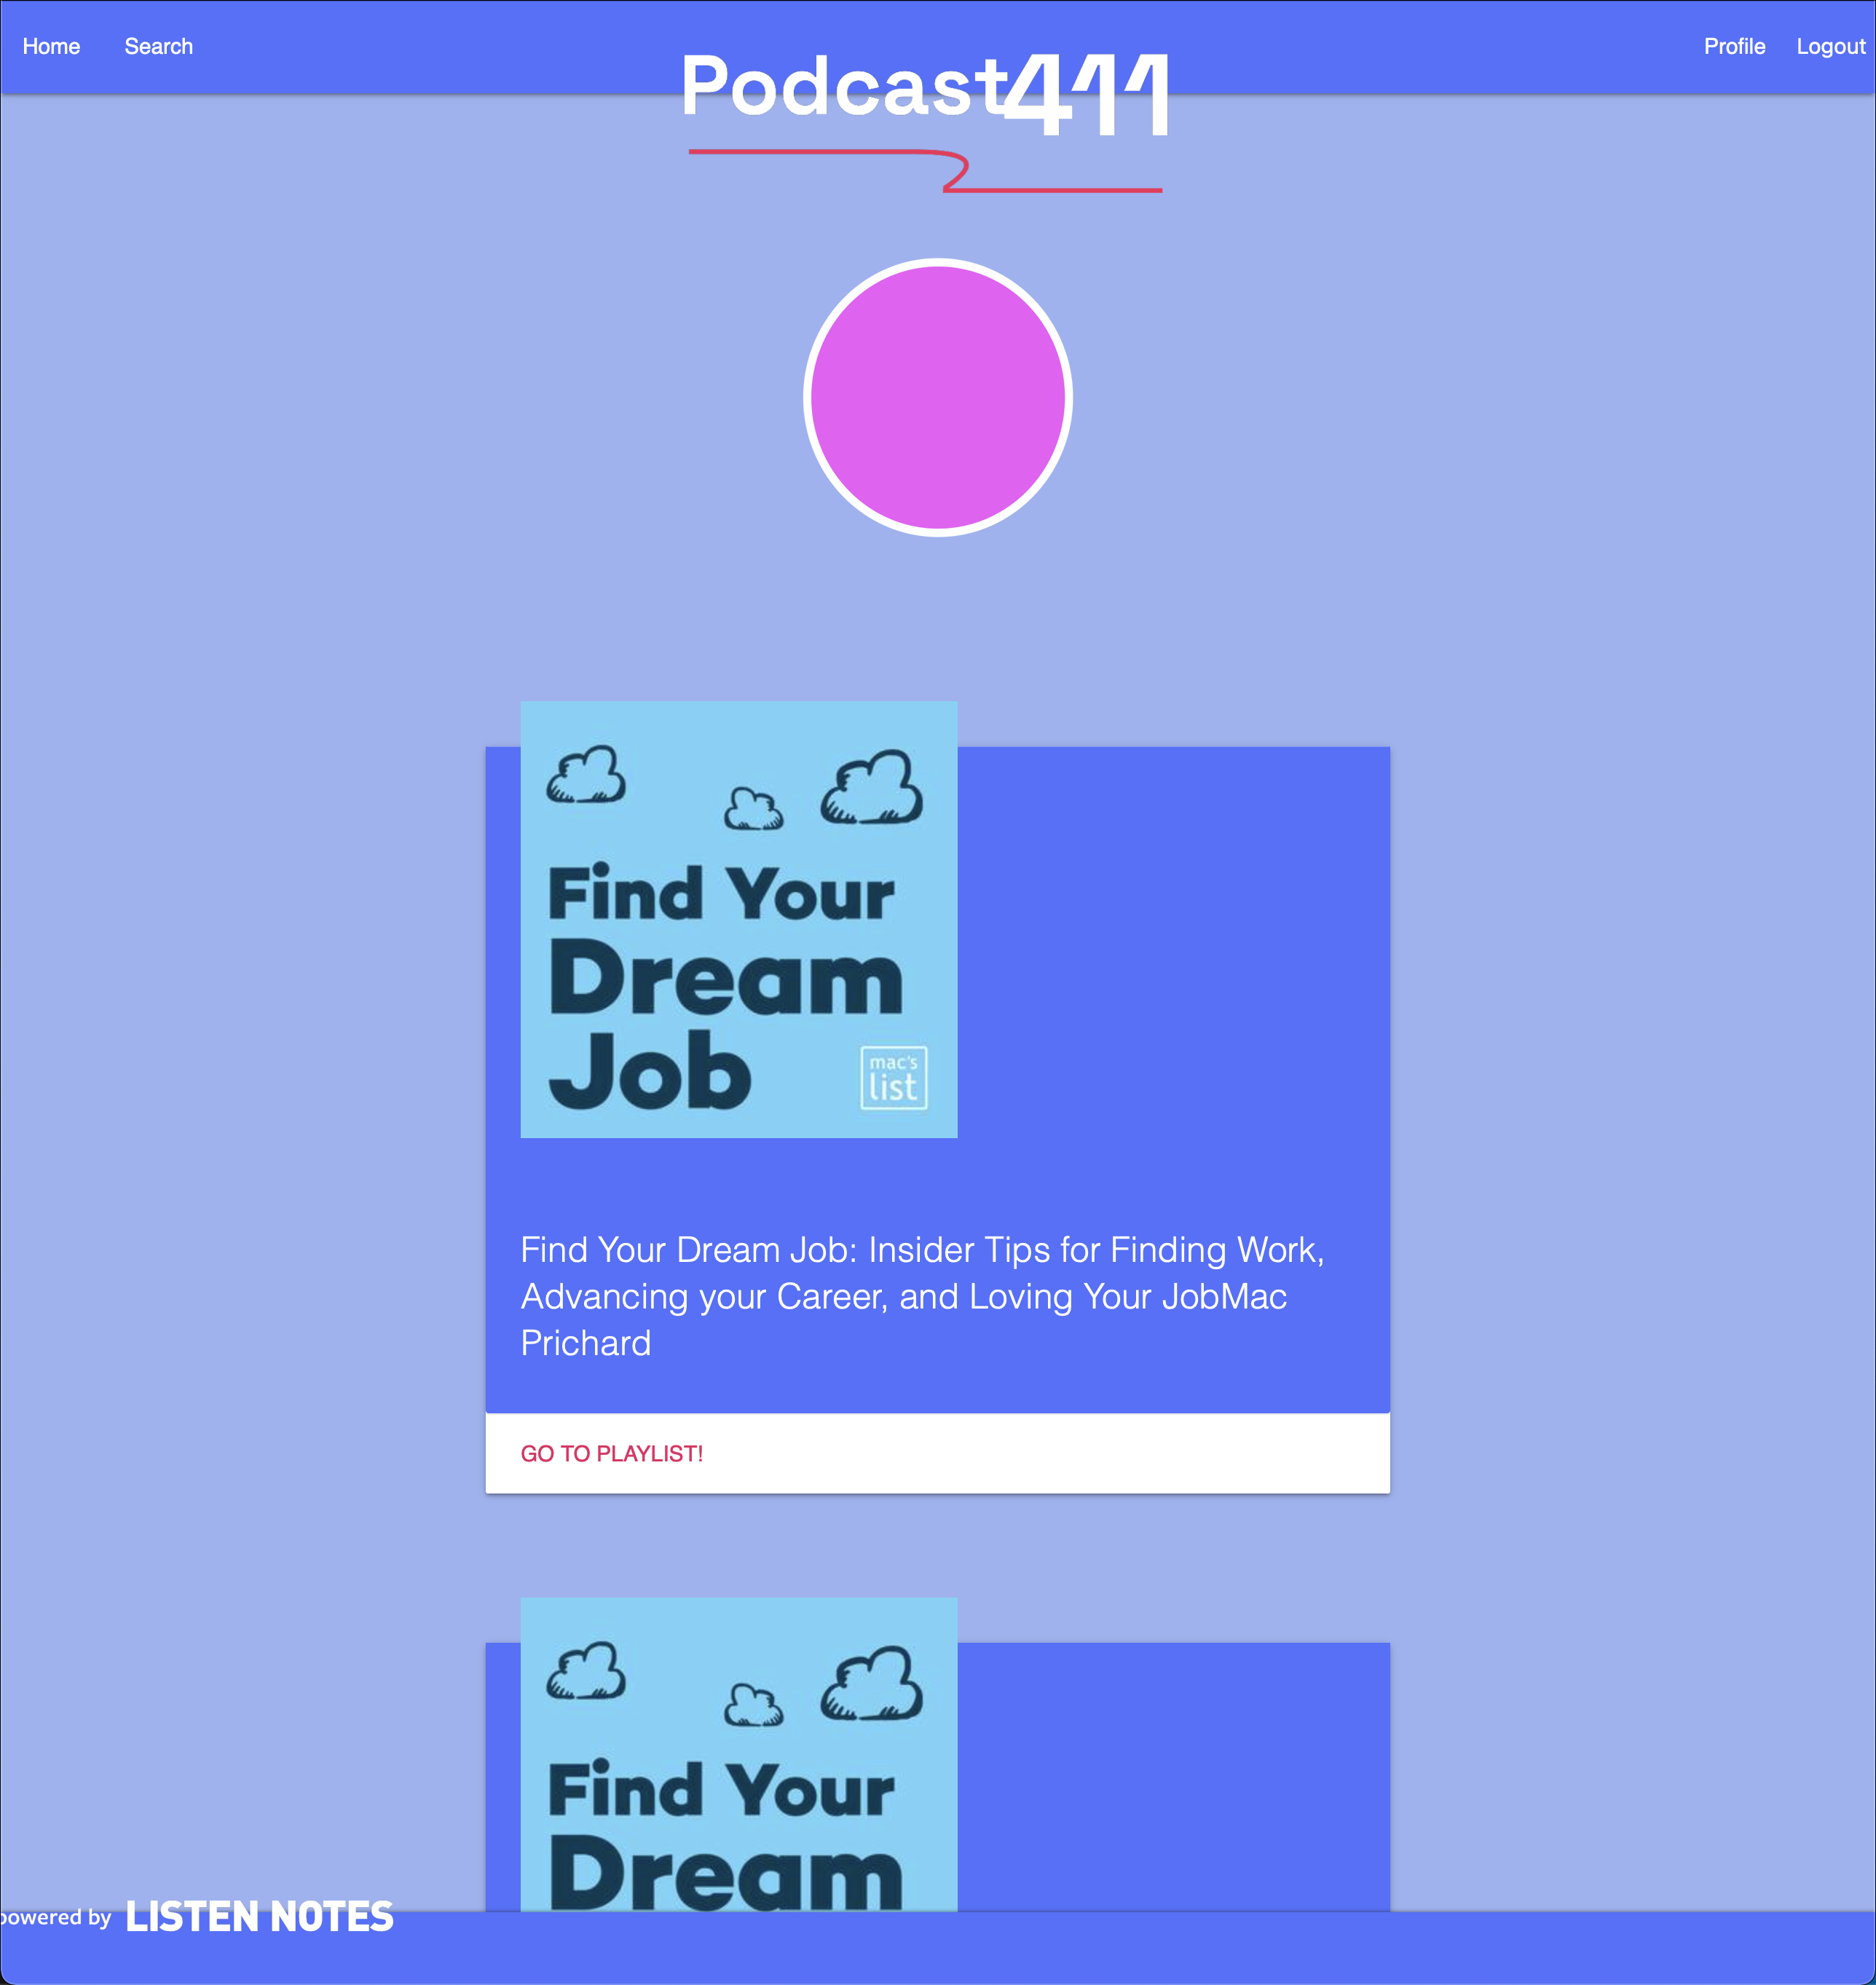 Home Search Profile Logout
Podcast411
Find Your
Dream
Job
mac's
list
Find Your Dream Job: Insider Tips for Finding Work,
Advancing your Career, and Loving Your JobMac
Prichard
GO TO PLAYLIST!
Find Your
Dream
powered by LISTEN NOTES